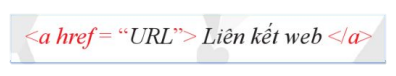 <a href = “URL”> Liên kết web </a>